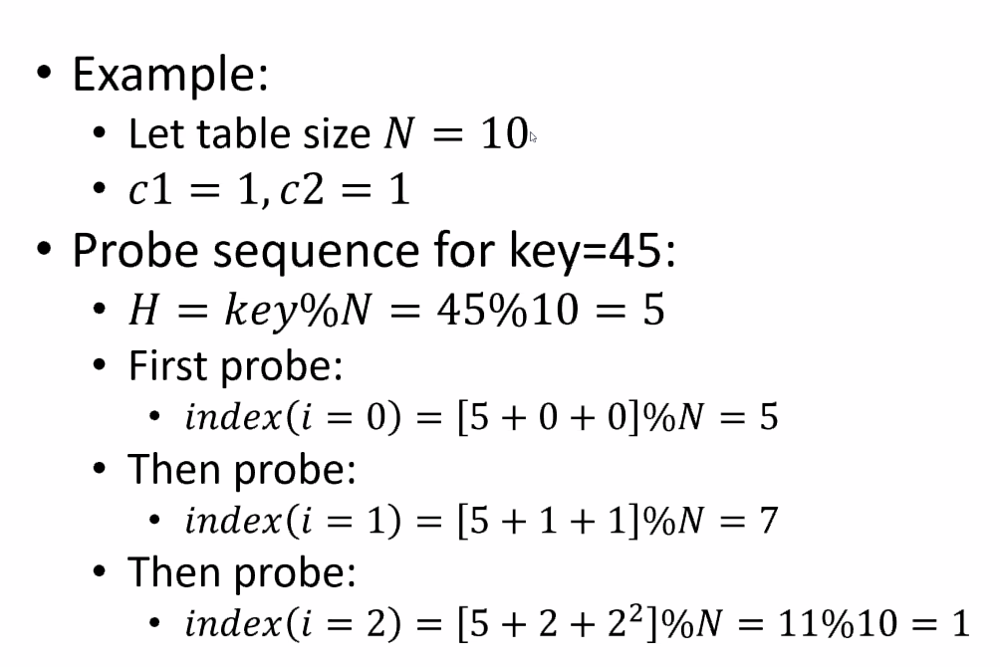 • Example:
• Let table size N = 10
• c1 = 1, c2 = 1
• Probe sequence for key=45:
• H = key%N = 45%10 = 5
• First probe:
• index(i = 0) = [5 + 0 + 0]%N = 5
• Then probe:
• index(i = 1) = [5 + 1 + 1]%N = 7
• Then probe:
• index(i = 2) = [5 + 2 + 2²]%N = 11%10 = 1